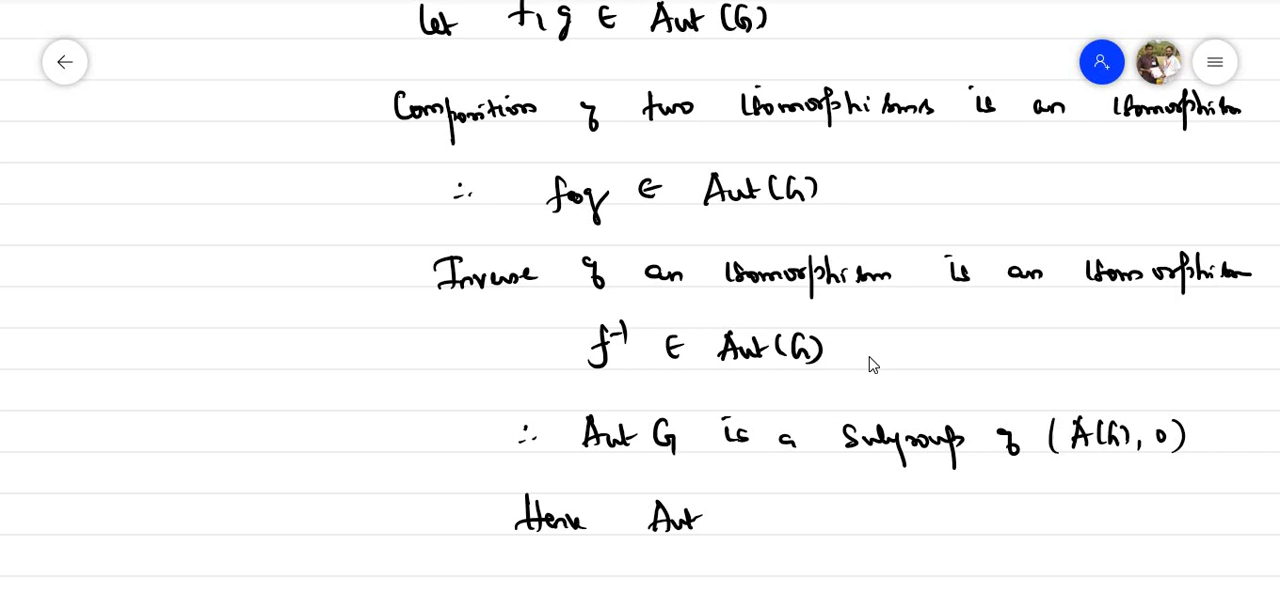 Let f, g ∈ Aut (G)
Composition of two isomorphisms is an isomorphism
∴ fog ∈ Aut(G)
Inverse of an isomorphism is an isomorphism
f⁻¹ ∈ Aut(G)
∴ Aut G is a Subgroup of (A(G), o)
Hence Aut